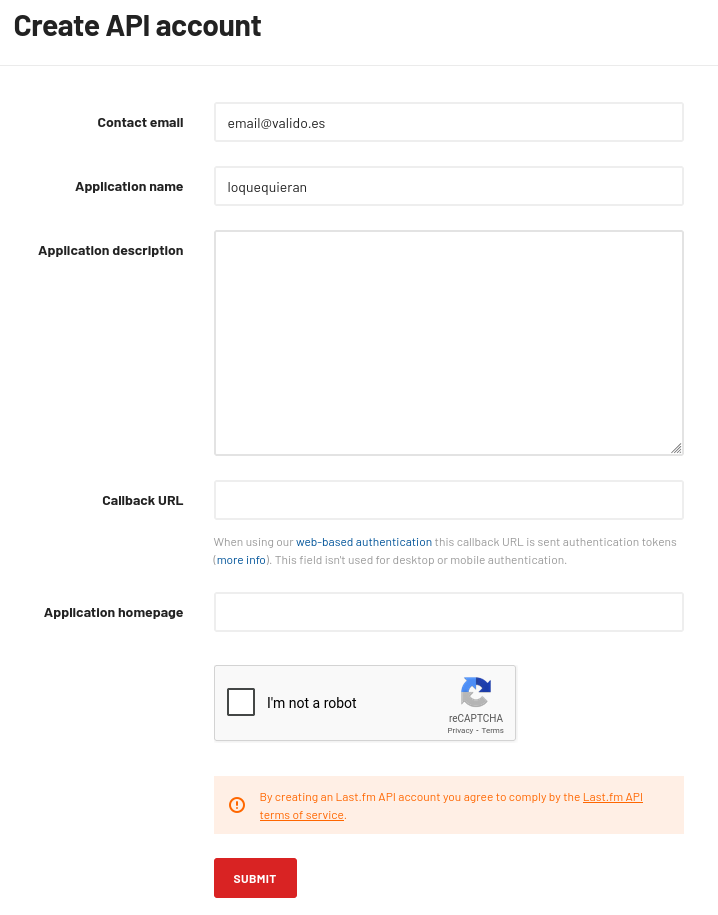 Create API account
Contact email
email@valido.es
Application name
loquequieran
Application description
Callback URL
When using our web-based authentication this callback URL is sent authentication tokens
(more info). This field isn't used for desktop or mobile authentication.
Application homepage
I'm not a robot
reCAPTCHA
Privacy - Terms
By creating an Last.fm API account you agree to comply by the Last.fm API
terms of service.
SUBMIT